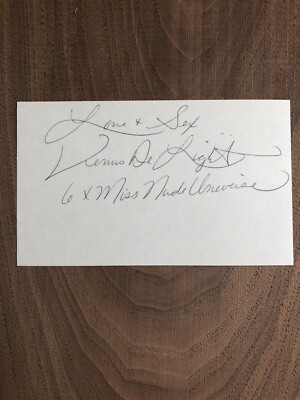 Love + Sex
Venus De Light
6 x Miss Nude Universe